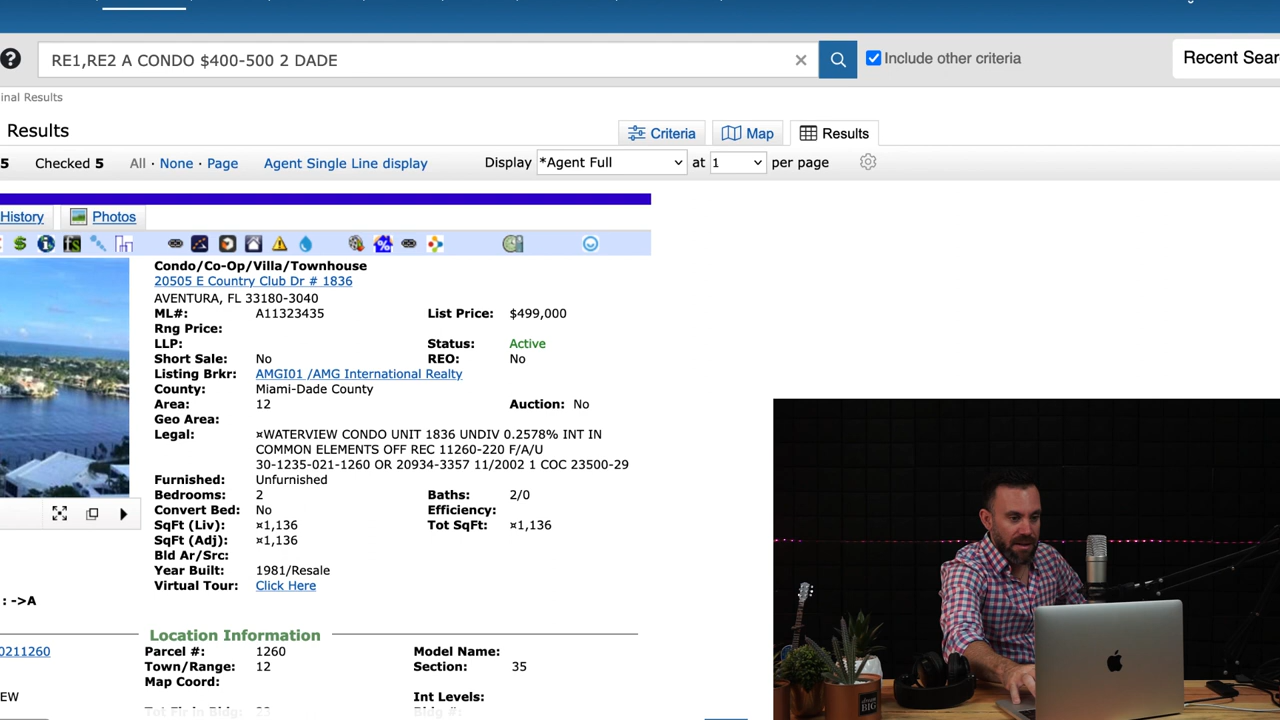 RE1,RE2 A CONDO $400-500 2 DADE
Include other criteria
Recent Sear
inal Results
Results
Criteria
Map
Results
5 Checked 5 All · None · Page Agent Single Line display Display *Agent Full at 1 per page
History
Photos
Condo/Co-Op/Villa/Townhouse
20505 E Country Club Dr # 1836
AVENTURA, FL 33180-3040
ML#: A11323435 List Price: $499,000
Rng Price:
LLP: Status: Active
Short Sale: No REO: No
Listing Brkr: AMGI01 /AMG International Realty
County: Miami-Dade County
Area: 12 Auction: No
Geo Area:
Legal: ¤WATERVIEW CONDO UNIT 1836 UNDIV 0.2578% INT IN
COMMON ELEMENTS OFF REC 11260-220 F/A/U
30-1235-021-1260 OR 20934-3357 11/2002 1 COC 23500-29
Furnished: Unfurnished
Bedrooms: 2 Baths: 2/0
Convert Bed: No Efficiency:
SqFt (Liv): ¤1,136 Tot SqFt: ¤1,136
SqFt (Adj): ¤1,136
Bld Ar/Src:
Year Built: 1981/Resale
Virtual Tour: Click Here
: ->A
Location Information
0211260 Parcel #: 1260 Model Name:
Town/Range: 12 Section: 35
Map Coord:
EW Int Levels:
Tot Flr in Bldg: 23 Bldg #:
BIG